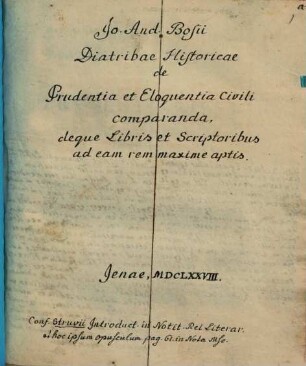 Jo. And. Bosii
Diatribae Historicae
de
Prudentia et Eloquentia Civili
comparanda,
deque Libris et Scriptoribus
ad eam rem maxime aptis.
Jenae, MDCLXXVIII.
Conf. Struvii Introduct. in Notit. Rei Literar.
ad hoc ipsum opusculum pag. 61. in Nota